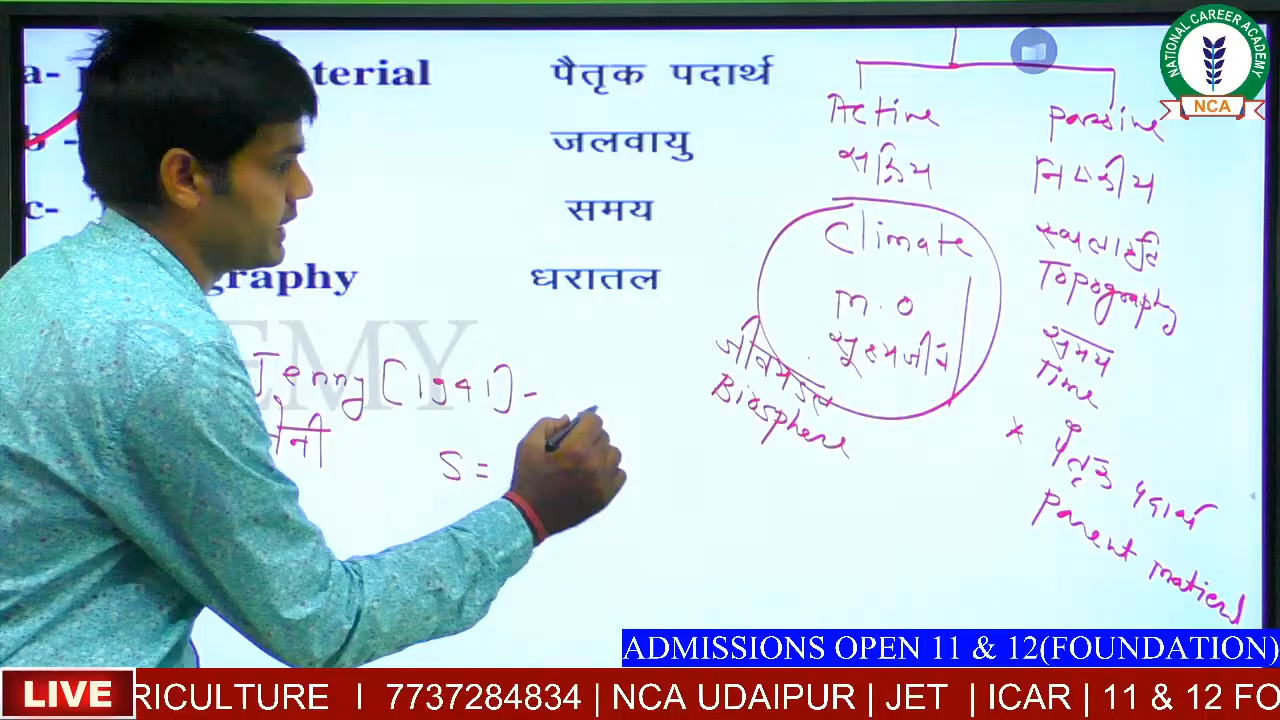 a- p terial पैतृक पदार्थ
b - जलवायु
c- समय
graphy धरातल
ADEMY
Jenny [1941] -
S =
Active
सक्रिय
Climate
m.o
सूक्ष्मजीव
जीवमंडल
Biosphere
passive
निष्क्रीय
स्थलाकृति
Topography
समय
Time
x पैतृक पदार्थ
Parent matierl
NATIONAL CAREER ACADEMY
NCA
ADMISSIONS OPEN 11 & 12(FOUNDATION)
LIVE RICULTURE I 7737284834 | NCA UDAIPUR | JET | ICAR | 11 & 12 FO